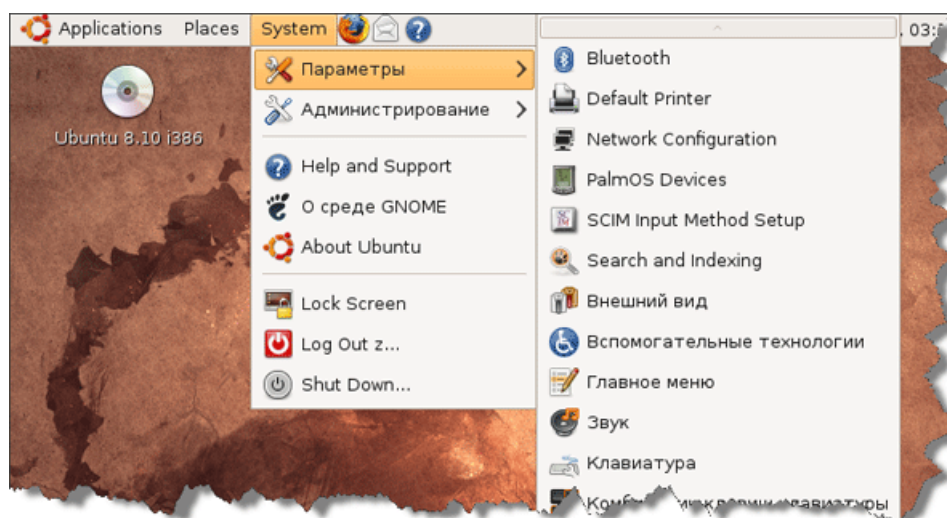 Applications Places System
. 03:
Ubuntu 8.10 i386
Параметры
Администрирование
Help and Support
О среде GNOME
About Ubuntu
Lock Screen
Log Out z...
Shut Down...
Bluetooth
Default Printer
Network Configuration
PalmOS Devices
SCIM Input Method Setup
Search and Indexing
Внешний вид
Вспомогательные технологии
Главное меню
Звук
Клавиатура
клавиатуры